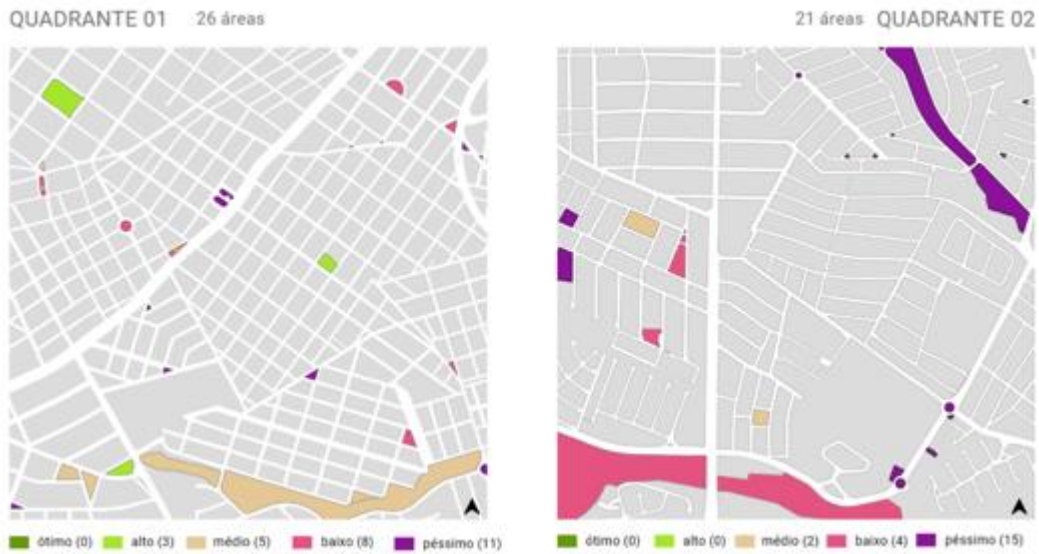 QUADRANTE 01 26 áreas
21 áreas QUADRANTE 02
ótimo (0) alto (3) médio (5) baixo (8) péssimo (11)
ótimo (0) alto (0) médio (2) baixo (4) péssimo (15)